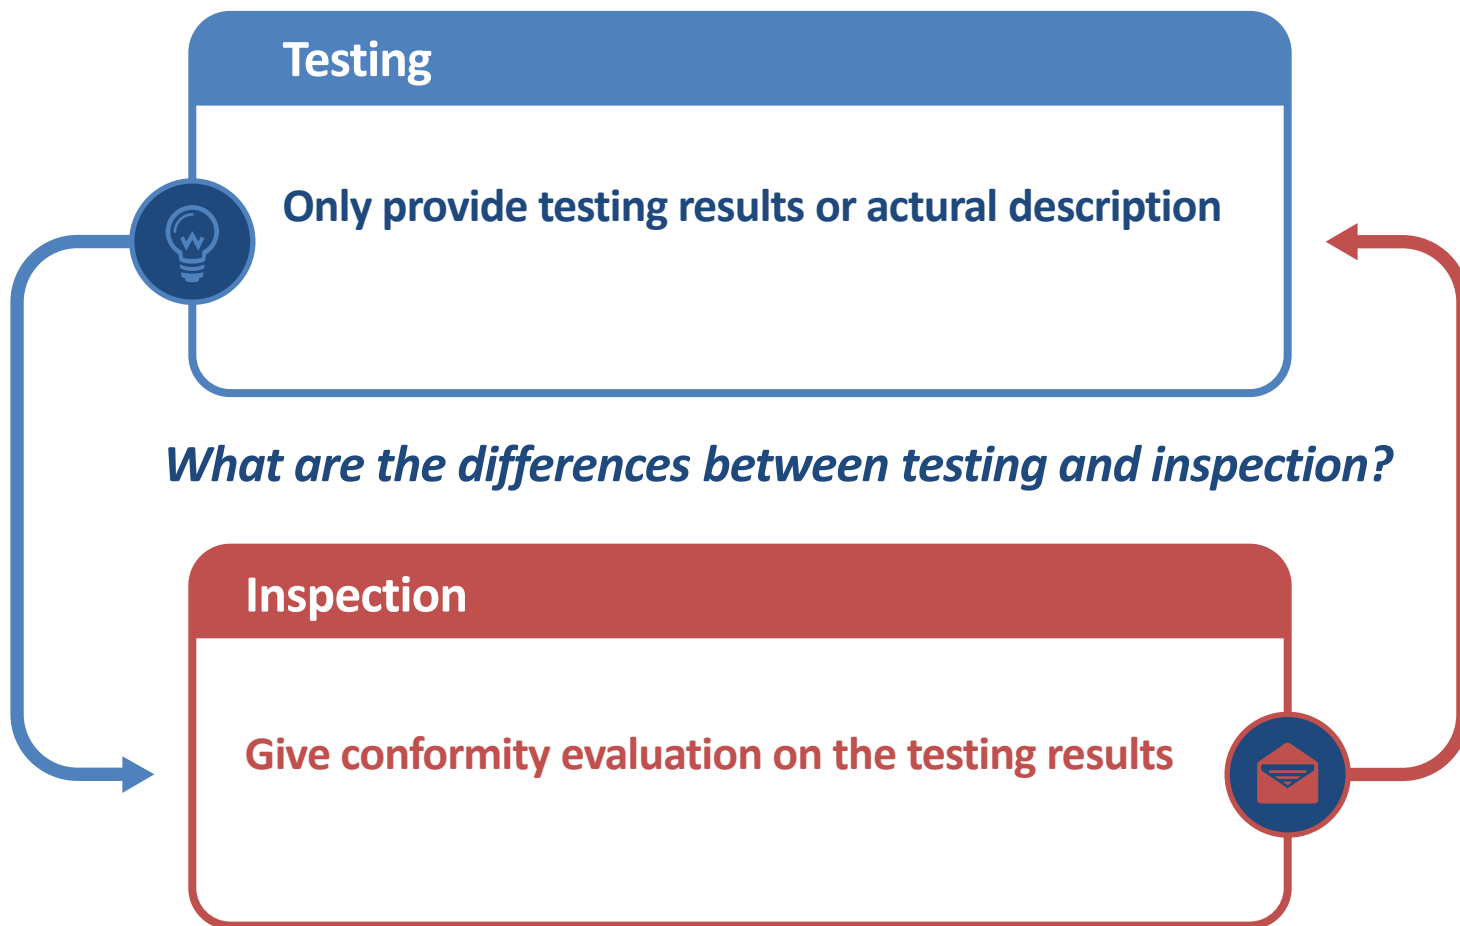 Testing
Only provide testing results or actural description
What are the differences between testing and inspection?
Inspection
Give conformity evaluation on the testing results